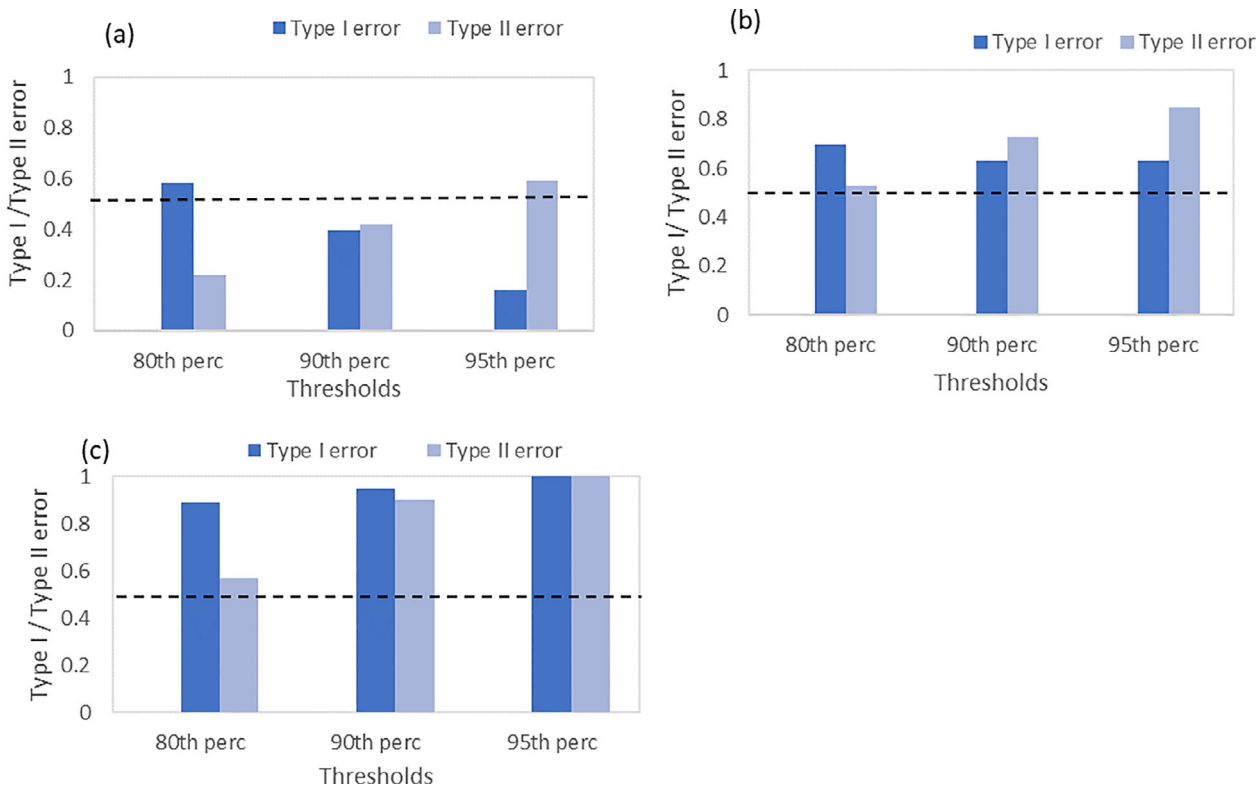 (a)
Type I error Type II error
Type I /Type II error
1
0.8
0.6
0.4
0.2
0
80th perc 90th perc 95th perc
Thresholds
(b)
Type I error Type II error
Type I/ Type II error
1
0.8
0.6
0.4
0.2
0
80th perc 90th perc 95th perc
Thresholds
(c)
Type I error Type II error
Type I / Type II error
1
0.8
0.6
0.4
0.2
0
80th perc 90th perc 95th perc
Thresholds